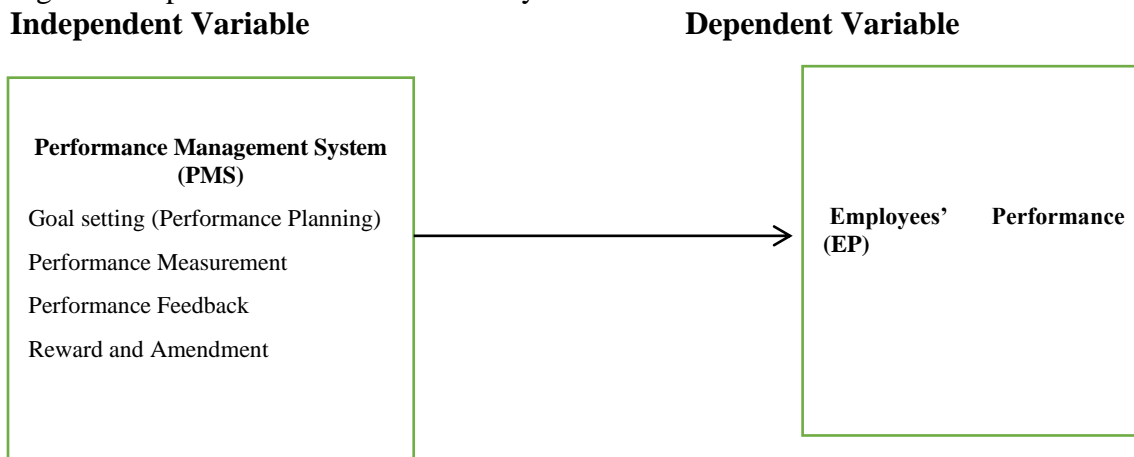 Independent Variable Dependent Variable
Performance Management System
(PMS)
Goal setting (Performance Planning)
Performance Measurement
Performance Feedback
Reward and Amendment
Employees’ Performance
(EP)